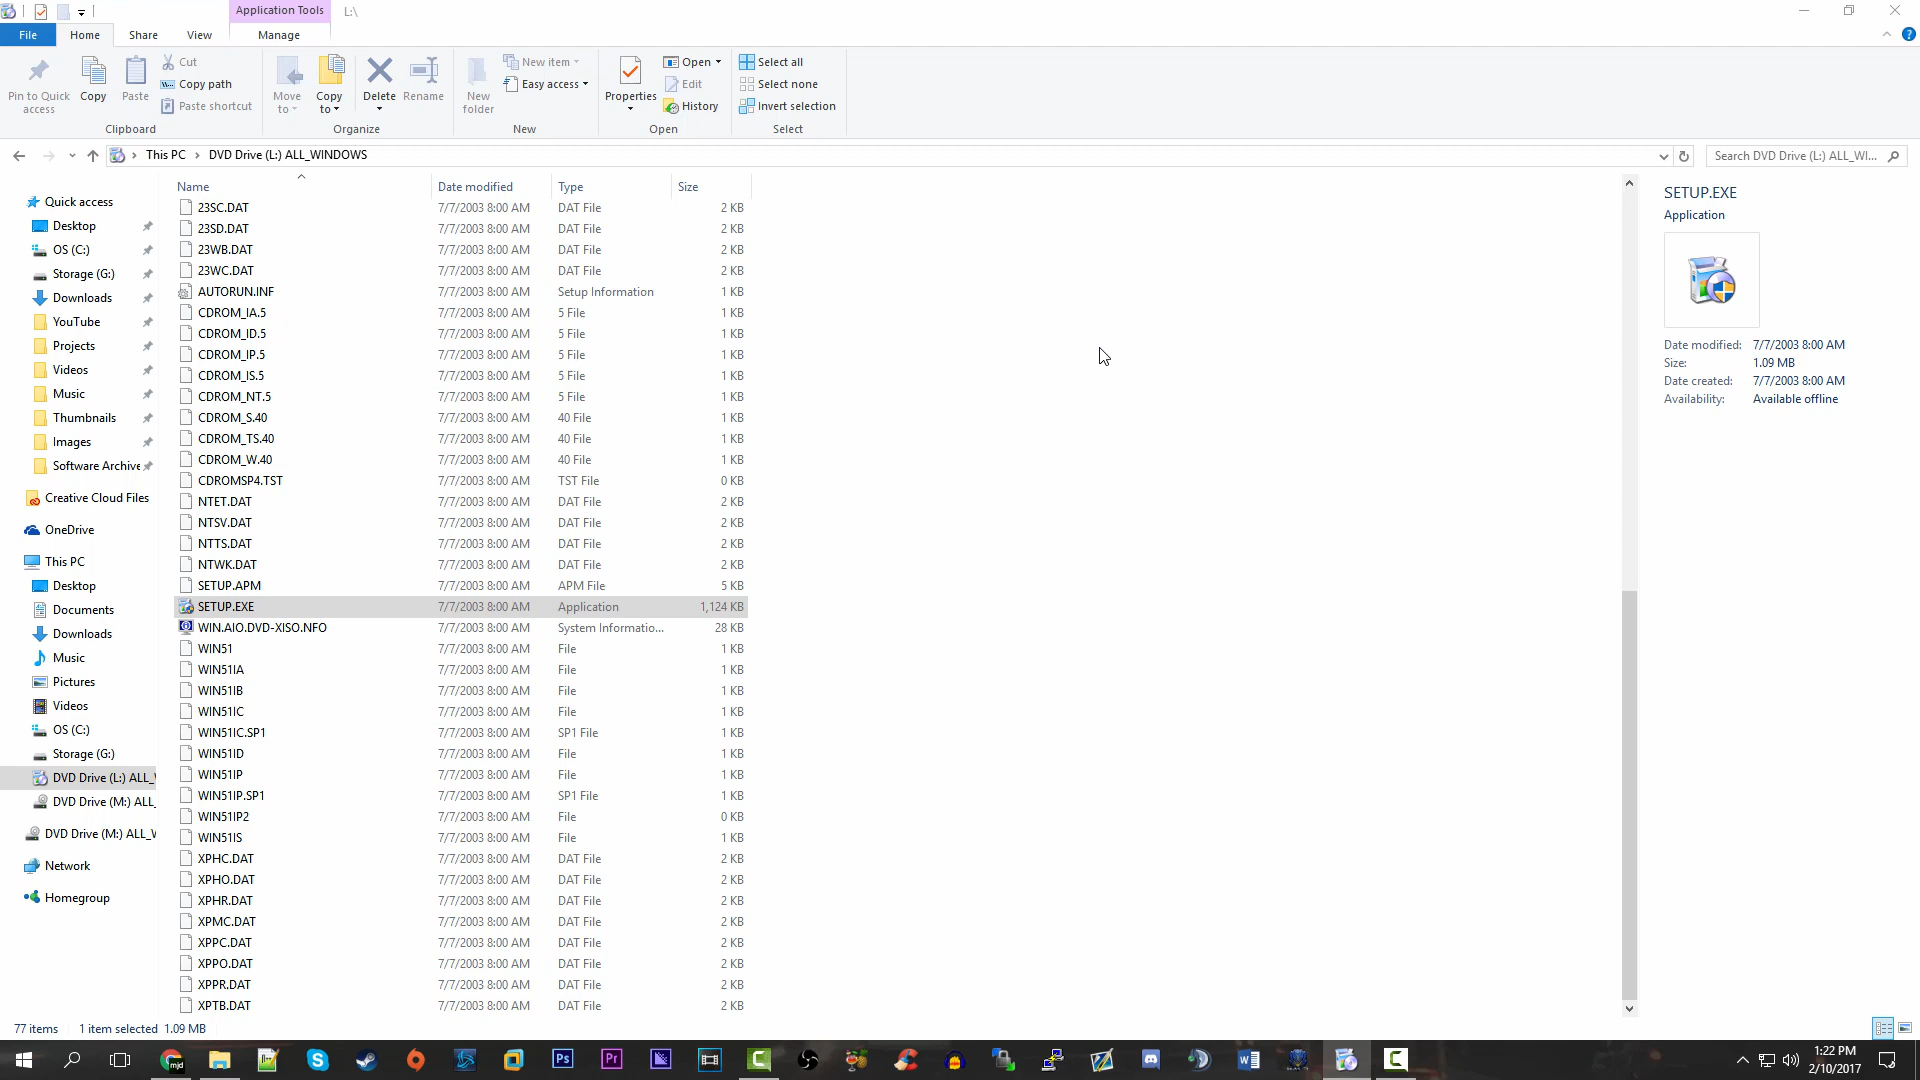 Application Tools
L:\
File
Home
Share
View
Manage
Pin to Quick access
Copy
Paste
Cut
Copy path
Paste shortcut
Clipboard
Move to
Copy to
Delete
Rename
Organize
New folder
New item
Easy access
New
Properties
Open
Edit
History
Open
Select all
Select none
Invert selection
Select
This PC
DVD Drive (L:) ALL_WINDOWS
Search DVD Drive (L:) ALL_WI...
Quick access
Desktop
OS (C:)
Storage (G:)
Downloads
YouTube
Projects
Videos
Music
Thumbnails
Images
Software Archive
Creative Cloud Files
OneDrive
This PC
Desktop
Documents
Downloads
Music
Pictures
Videos
OS (C:)
Storage (G:)
DVD Drive (L:) ALL_W
DVD Drive (M:) ALL_
DVD Drive (M:) ALL_W
Network
Homegroup
Name Date modified Type Size
23SC.DAT 7/7/2003 8:00 AM DAT File 2 KB
23SD.DAT 7/7/2003 8:00 AM DAT File 2 KB
23WB.DAT 7/7/2003 8:00 AM DAT File 2 KB
23WC.DAT 7/7/2003 8:00 AM DAT File 2 KB
AUTORUN.INF 7/7/2003 8:00 AM Setup Information 1 KB
CDROM_IA.5 7/7/2003 8:00 AM 5 File 1 KB
CDROM_ID.5 7/7/2003 8:00 AM 5 File 1 KB
CDROM_IP.5 7/7/2003 8:00 AM 5 File 1 KB
CDROM_IS.5 7/7/2003 8:00 AM 5 File 1 KB
CDROM_NT.5 7/7/2003 8:00 AM 5 File 1 KB
CDROM_S.40 7/7/2003 8:00 AM 40 File 1 KB
CDROM_TS.40 7/7/2003 8:00 AM 40 File 1 KB
CDROM_W.40 7/7/2003 8:00 AM 40 File 1 KB
CDROMSP4.TST 7/7/2003 8:00 AM TST File 0 KB
NTET.DAT 7/7/2003 8:00 AM DAT File 2 KB
NTSV.DAT 7/7/2003 8:00 AM DAT File 2 KB
NTTS.DAT 7/7/2003 8:00 AM DAT File 2 KB
NTWK.DAT 7/7/2003 8:00 AM DAT File 2 KB
SETUP.APM 7/7/2003 8:00 AM APM File 5 KB
SETUP.EXE 7/7/2003 8:00 AM Application 1,124 KB
WIN.AIO.DVD-XISO.NFO 7/7/2003 8:00 AM System Informatio... 28 KB
WIN51 7/7/2003 8:00 AM File 1 KB
WIN51IA 7/7/2003 8:00 AM File 1 KB
WIN51IB 7/7/2003 8:00 AM File 1 KB
WIN51IC 7/7/2003 8:00 AM File 1 KB
WIN51IC.SP1 7/7/2003 8:00 AM SP1 File 1 KB
WIN51ID 7/7/2003 8:00 AM File 1 KB
WIN51IP 7/7/2003 8:00 AM File 1 KB
WIN51IP.SP1 7/7/2003 8:00 AM SP1 File 1 KB
WIN51IP2 7/7/2003 8:00 AM File 0 KB
WIN51IS 7/7/2003 8:00 AM File 1 KB
XPHC.DAT 7/7/2003 8:00 AM DAT File 2 KB
XPHO.DAT 7/7/2003 8:00 AM DAT File 2 KB
XPHR.DAT 7/7/2003 8:00 AM DAT File 2 KB
XPMC.DAT 7/7/2003 8:00 AM DAT File 2 KB
XPPC.DAT 7/7/2003 8:00 AM DAT File 2 KB
XPPO.DAT 7/7/2003 8:00 AM DAT File 2 KB
XPPR.DAT 7/7/2003 8:00 AM DAT File 2 KB
XPTB.DAT 7/7/2003 8:00 AM DAT File 2 KB
SETUP.EXE
Application
Date modified: 7/7/2003 8:00 AM
Size: 1.09 MB
Date created: 7/7/2003 8:00 AM
Availability: Available offline
77 items 1 item selected 1.09 MB
mjd
Ps
Pr
1:22 PM
2/10/2017